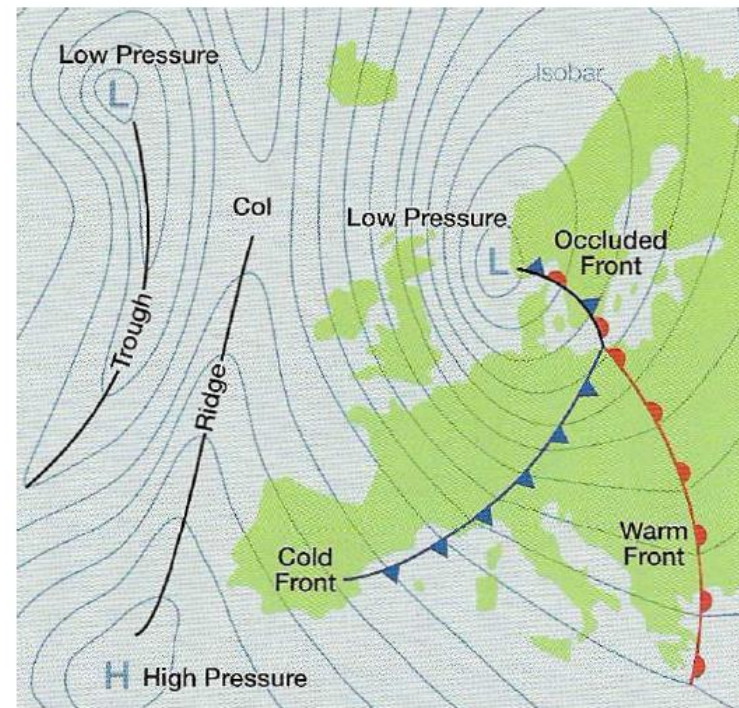 Low Pressure
L
Isobar
Col
Low Pressure
L
Occluded
Front
Trough
Ridge
Cold
Front
Warm
Front
H High Pressure